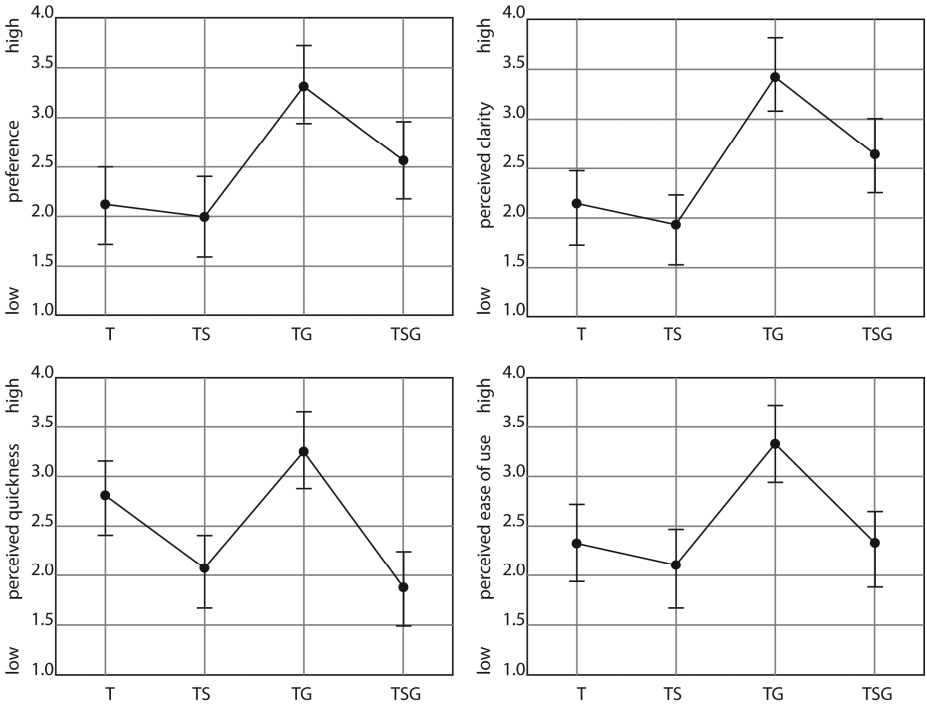 high
preference
low
4.0
3.5
3.0
2.5
2.0
1.5
1.0
T TS TG TSG
high
perceived clarity
low
4.0
3.5
3.0
2.5
2.0
1.5
1.0
T TS TG TSG
high
perceived quickness
low
4.0
3.5
3.0
2.5
2.0
1.5
1.0
T TS TG TSG
high
perceived ease of use
low
4.0
3.5
3.0
2.5
2.0
1.5
1.0
T TS TG TSG